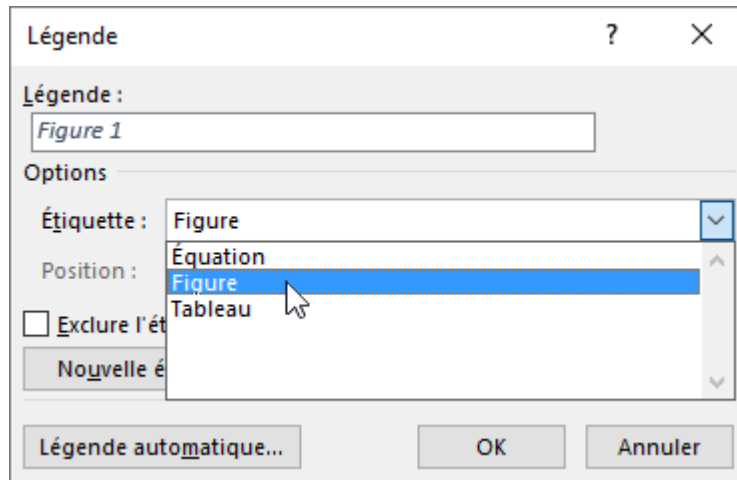 Légende ?
Légende :
Figure 1
Options
Étiquette : Figure
Équation
Position :
Figure
Tableau
Exclure l'ét
Nouvelle é
Légende automatique... OK Annuler